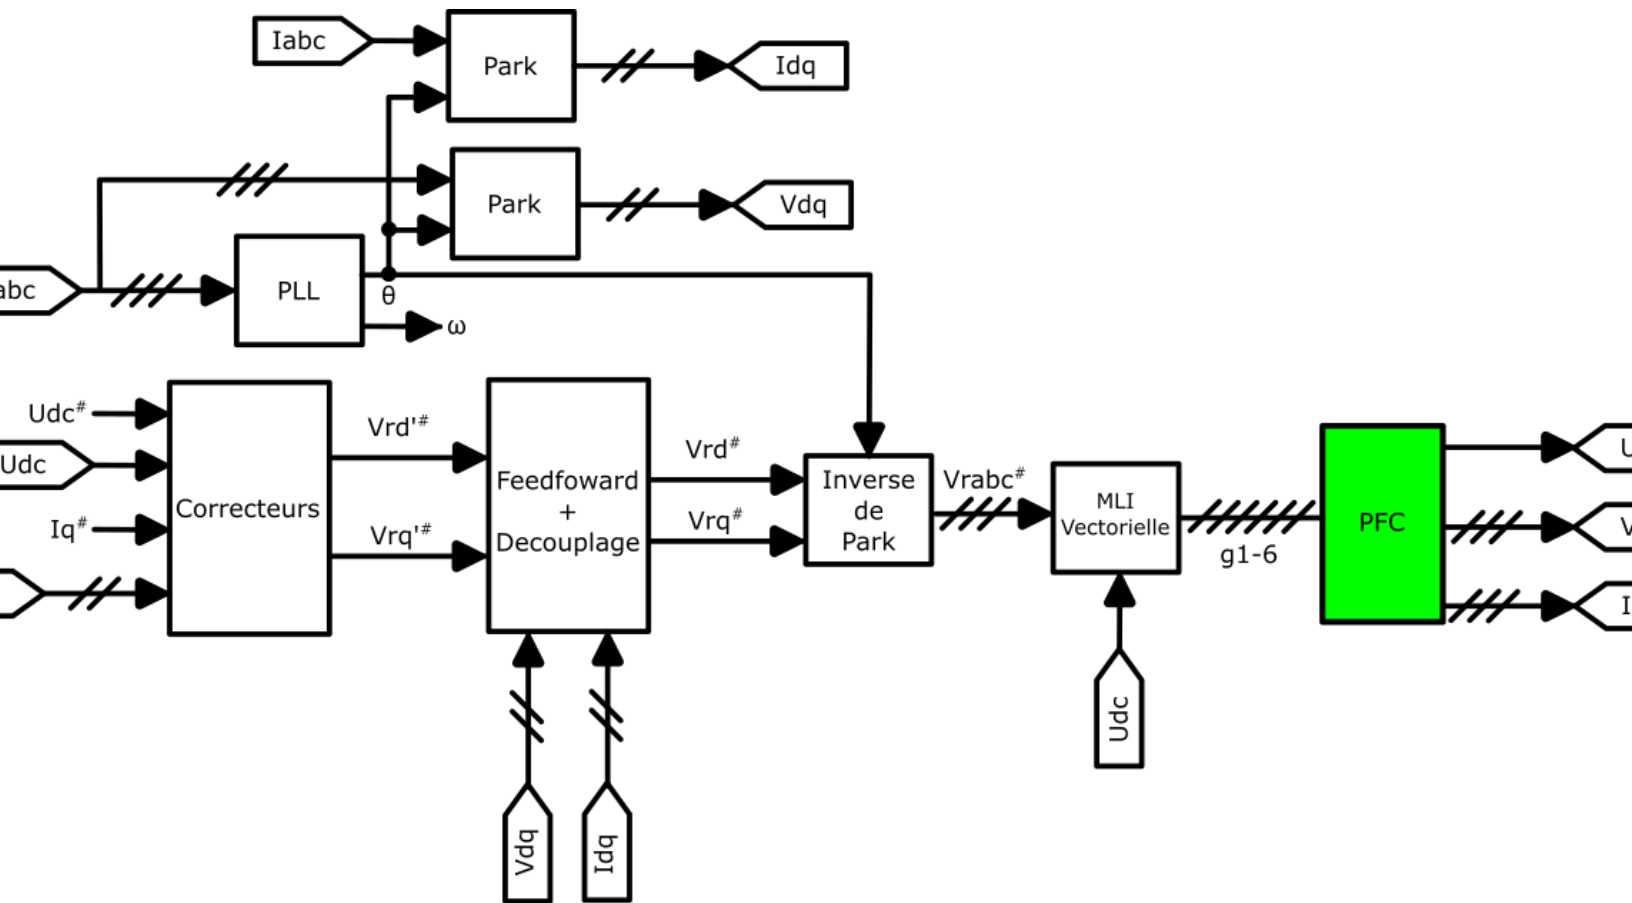 Iabc
Park
Idq
Park
Vdq
abc
PLL
θ
ω
Udc#
Udc
Iq#
Correcteurs
Vrd'#
Vrq'#
Feedfoward
+
Decouplage
Vrd#
Vrq#
Inverse
de
Park
Vrabc#
MLI
Vectorielle
g1-6
PFC
U
V
I
Udc
Vdq
Idq